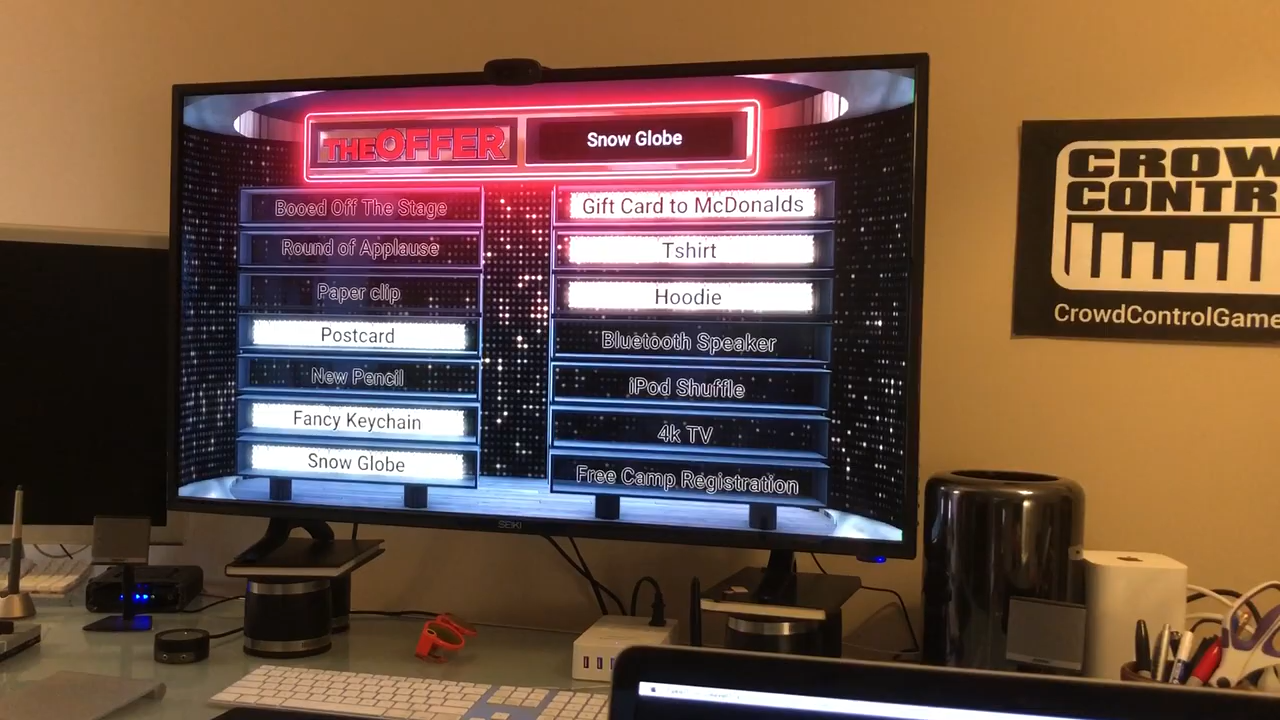 THE OFFER
Snow Globe
Booed Off The Stage
Round of Applause
Paper clip
Postcard
New Pencil
Fancy Keychain
Snow Globe
Gift Card to McDonalds
Tshirt
Hoodie
Bluetooth Speaker
iPod Shuffle
4k TV
Free Camp Registration
SEIKI
CROW
CONTR
CrowdControlGame